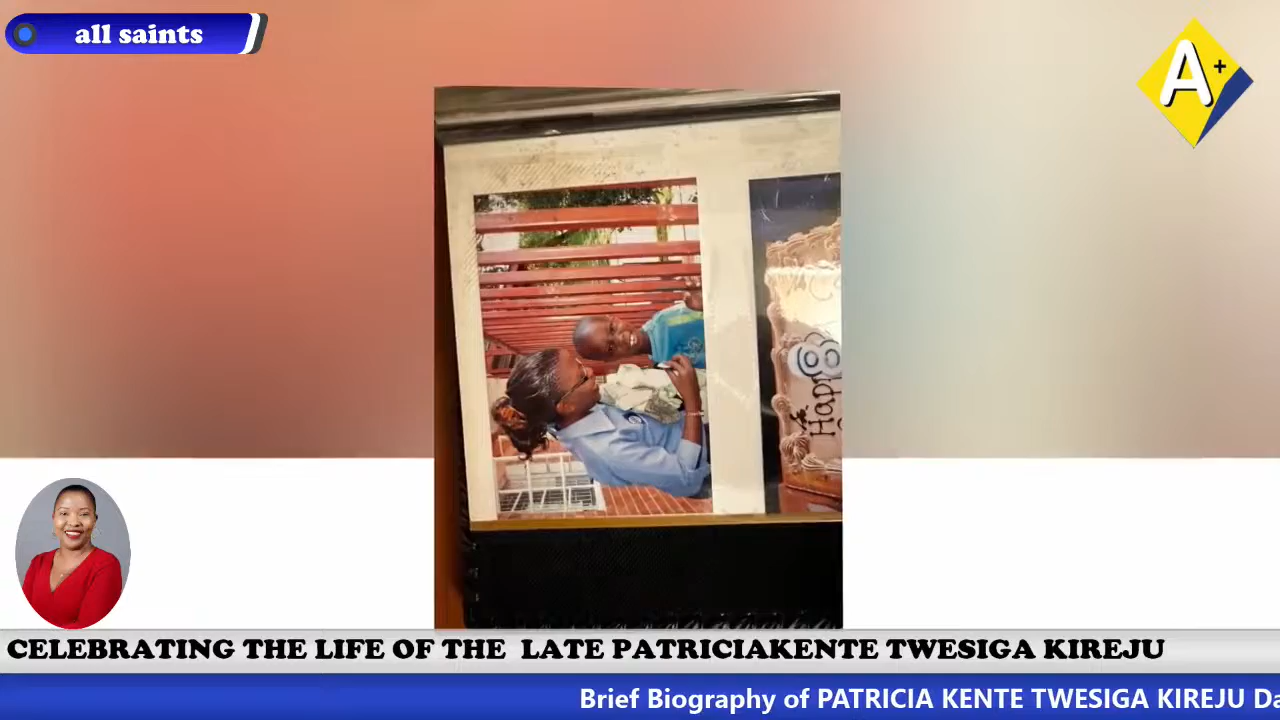 all saints
A+
Happ
8
CELEBRATING THE LIFE OF THE LATE PATRICIAKENTE TWESIGA KIREJU
Brief Biography of PATRICIA KENTE TWESIGA KIREJU Da